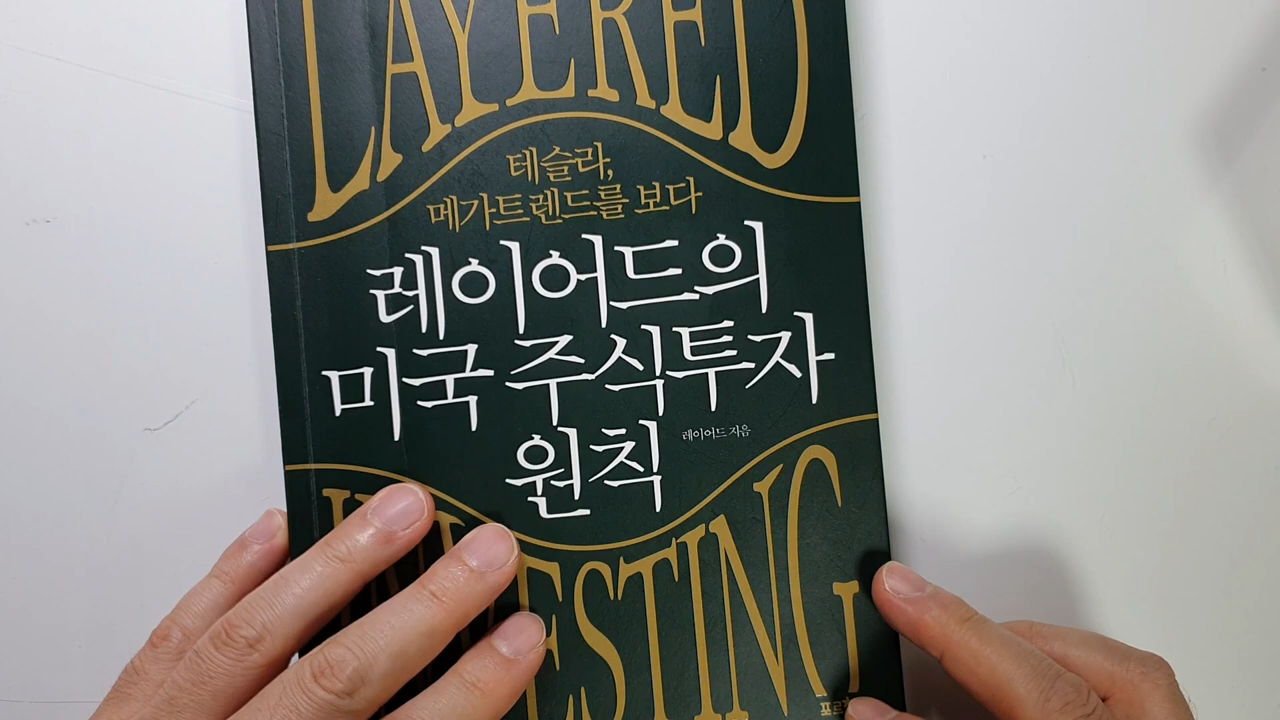 LAYERED
테슬라,
메가트렌드를 보다
레이어드의
미국 주식투자
원칙
레이어드 지음